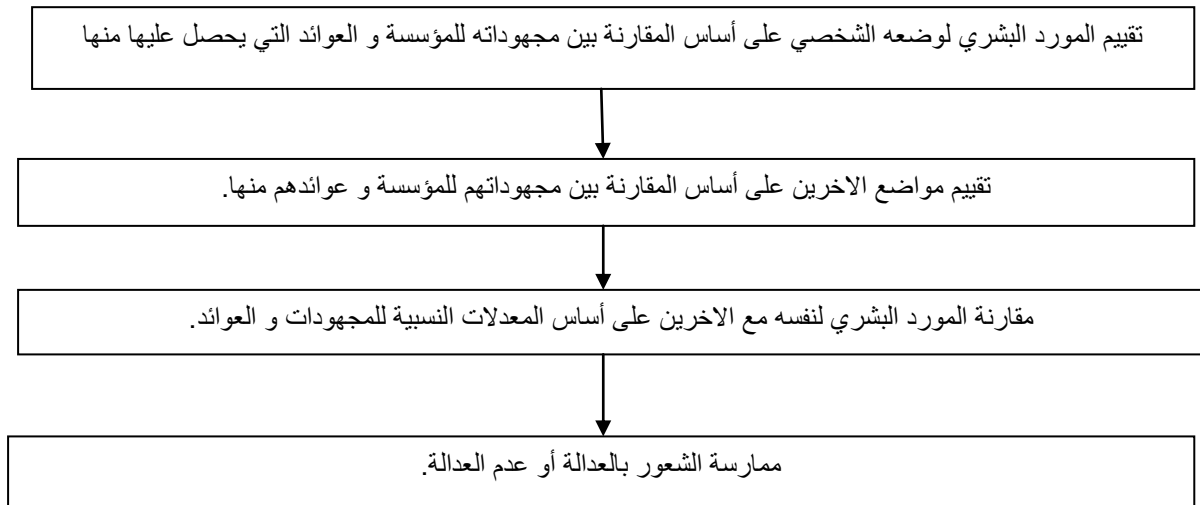 تقييم المورد البشري لوضعه الشخصي على أساس المقارنة بين مجهوداته للمؤسسة و العوائد التي يحصل عليها منها
تقييم مواضع الاخرين على أساس المقارنة بين مجهوداتهم للمؤسسة و عوائدهم منها.
مقارنة المورد البشري لنفسه مع الاخرين على أساس المعدلات النسبية للمجهودات و العوائد.
ممارسة الشعور بالعدالة أو عدم العدالة.